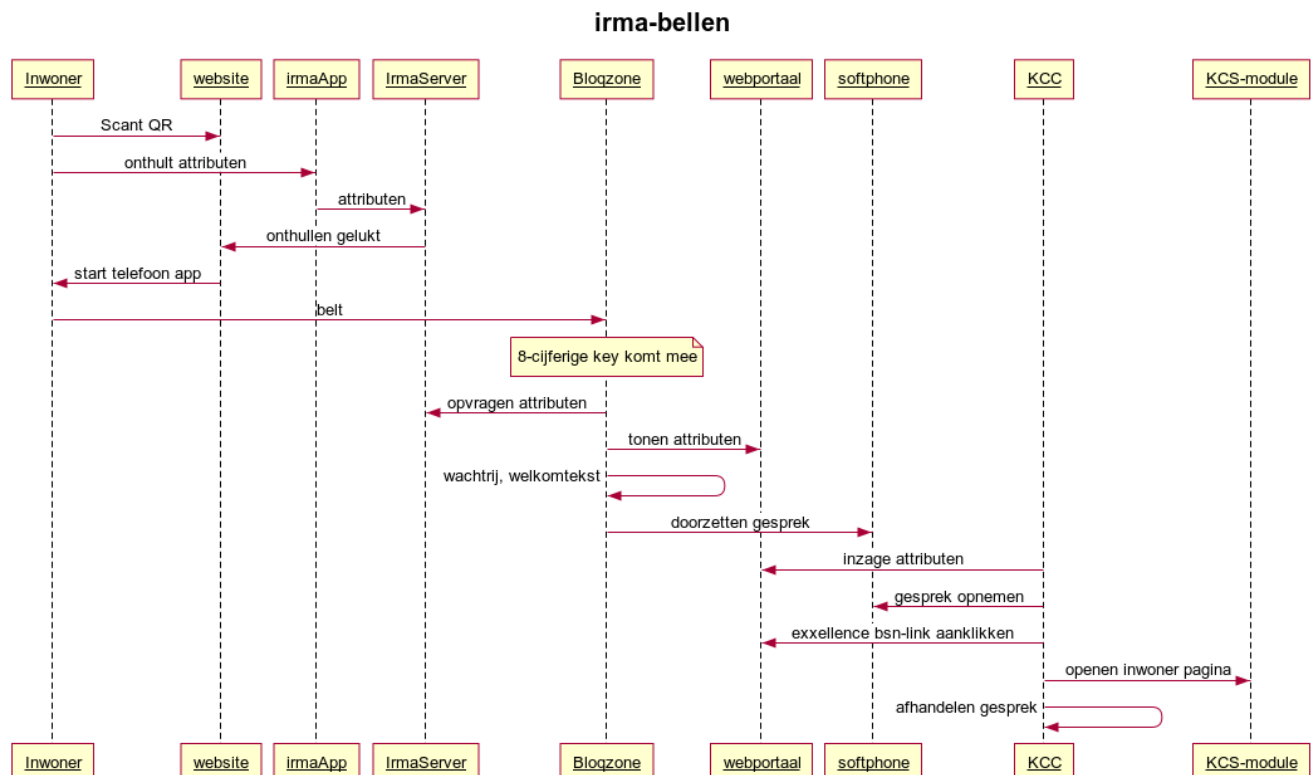 irma-bellen
Inwoner website irmaApp IrmaServer Bloqzone webportaal softphone KCC KCS-module
Scant QR
onthult attributen
attributen
onthullen gelukt
start telefoon app
belt
8-cijferige key komt mee
opvragen attributen
tonen attributen
wachtrij, welkomtekst
doorzetten gesprek
inzage attributen
gesprek opnemen
exxellence bsn-link aanklikken
openen inwoner pagina
afhandelen gesprek
Inwoner website irmaApp IrmaServer Bloqzone webportaal softphone KCC KCS-module